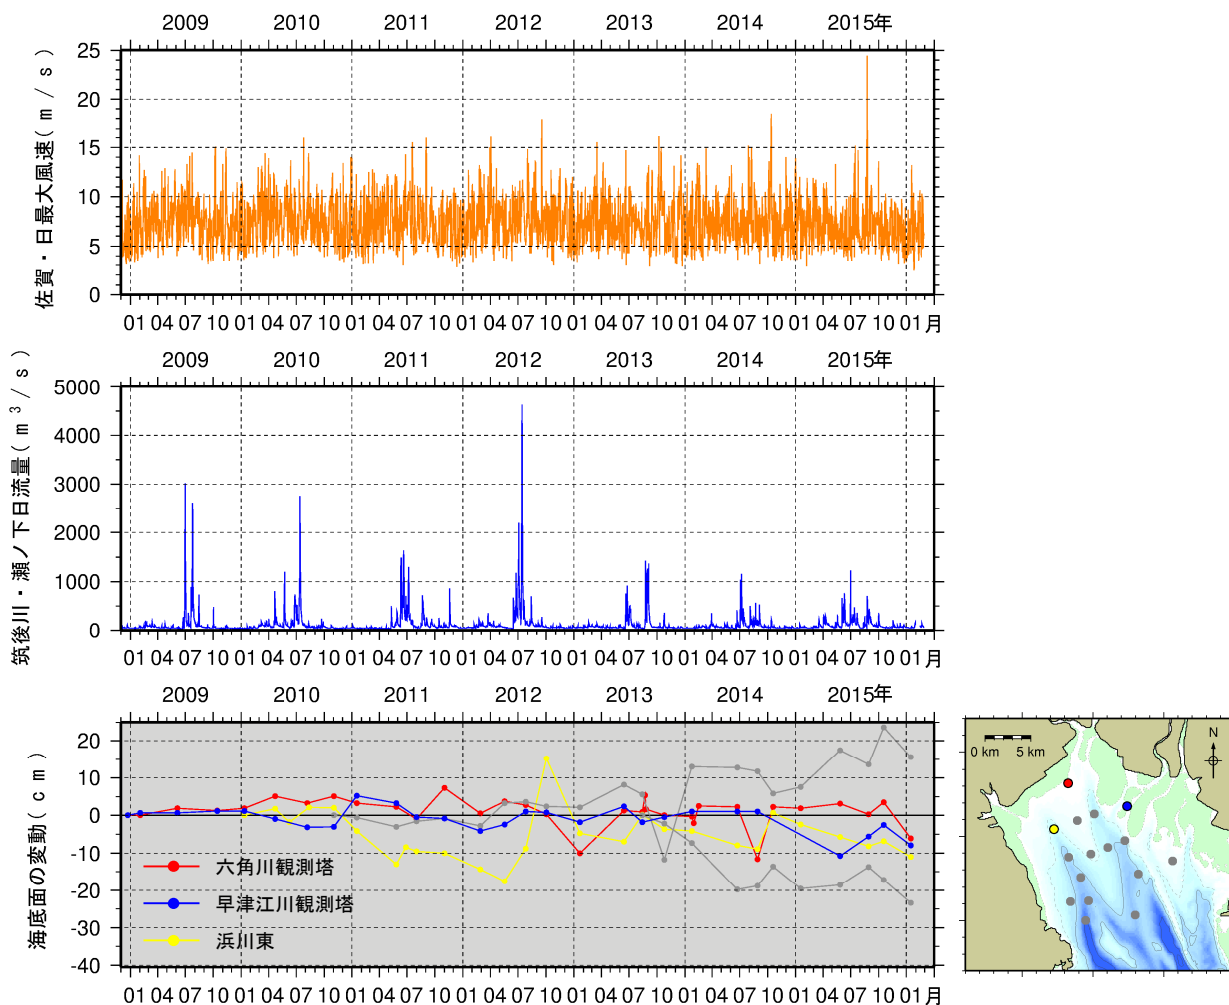 2009 2010 2011 2012 2013 2014 2015年
佐賀・日最大風速(m/s)
25
20
15
10
5
0
01 04 07 10 01 04 07 10 01 04 07 10 01 04 07 10 01 04 07 10 01 04 07 10 01 04 07 10 01 月
2009 2010 2011 2012 2013 2014 2015年
筑後川・瀬ノ下日流量(m³/s)
5000
4000
3000
2000
1000
0
01 04 07 10 01 04 07 10 01 04 07 10 01 04 07 10 01 04 07 10 01 04 07 10 01 04 07 10 01 月
2009 2010 2011 2012 2013 2014 2015年
海底面の変動(cm)
20
10
0
-10
-20
-30
-40
六角川観測塔
早津江川観測塔
浜川東
01 04 07 10 01 04 07 10 01 04 07 10 01 04 07 10 01 04 07 10 01 04 07 10 01 04 07 10 01 月
0 km 5 km
N